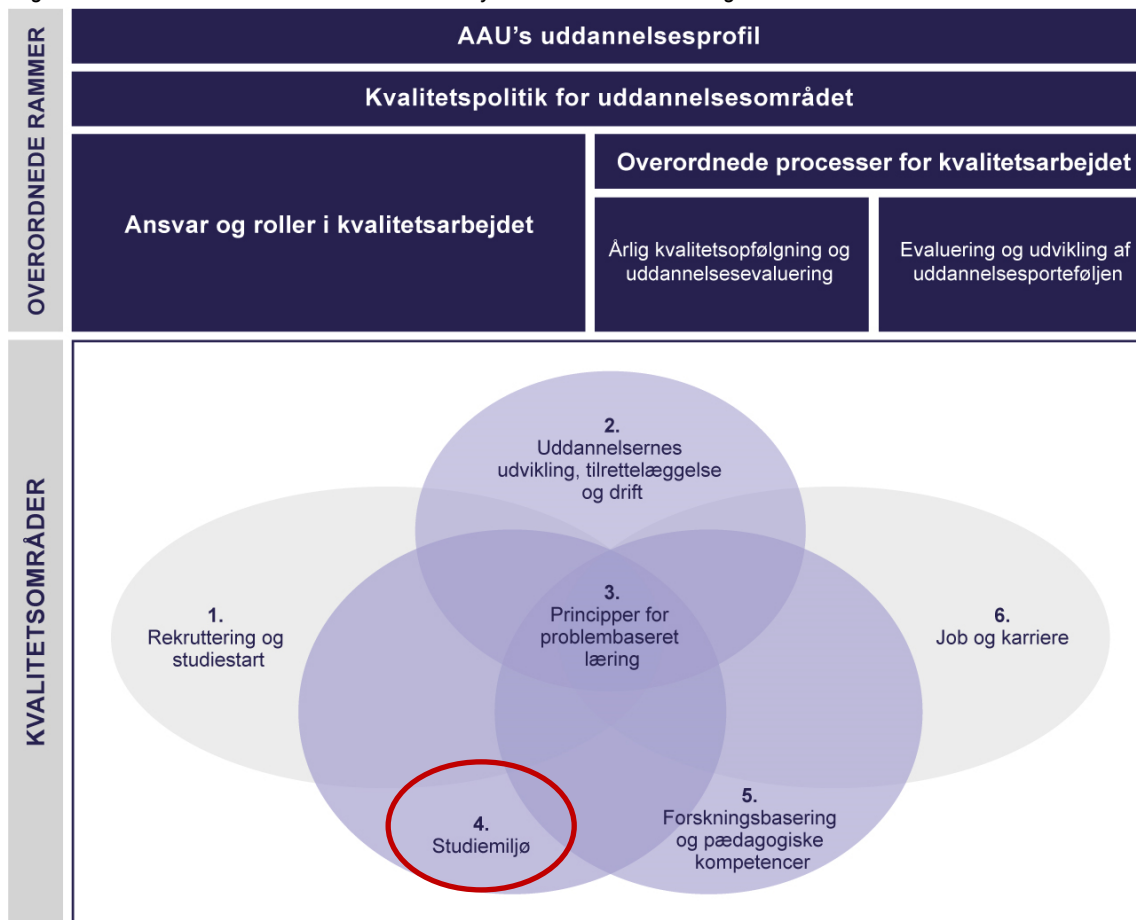 OVERORDNEDE RAMMER
AAU's uddannelsesprofil
Kvalitetspolitik for uddannelsesområdet
Ansvar og roller i kvalitetsarbejdet
Overordnede processer for kvalitetsarbejdet
Årlig kvalitetsopfølgning og
uddannelsesevaluering
Evaluering og udvikling af
uddannelsesporteføljen
KVALITETSOMRÅDER
1.
Rekruttering og
studiestart
2.
Uddannelsernes
udvikling, tilrettelæggelse
og drift
3.
Principper for
problembaseret
læring
4.
Studiemiljø
5.
Forskningsbasering
og pædagogiske
kompetencer
6.
Job og karriere